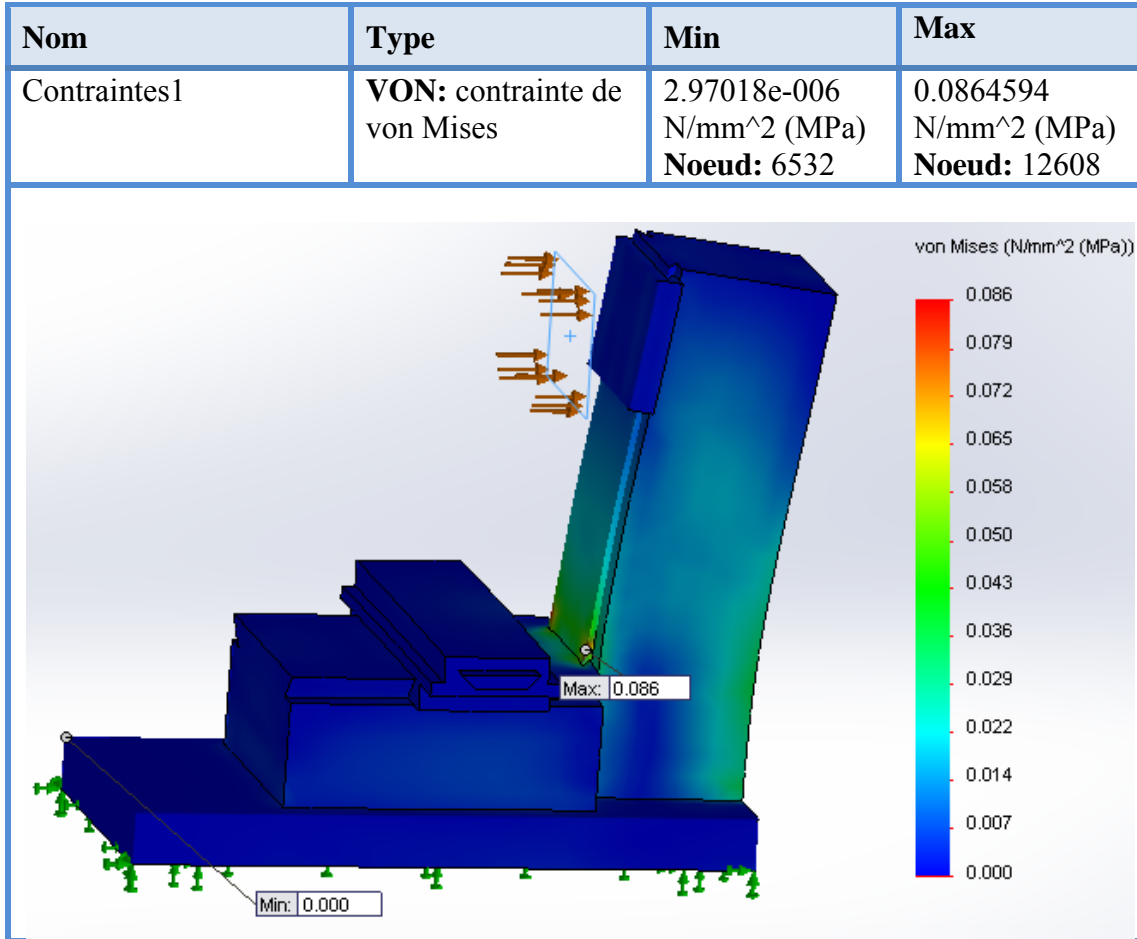 Nom Type Min Max
Contraintes1 VON: contrainte de 2.97018e-006 0.0864594
von Mises N/mm^2 (MPa) N/mm^2 (MPa)
Noeud: 6532 Noeud: 12608
von Mises (N/mm^2 (MPa))
0.086
0.079
0.072
0.065
0.058
0.050
0.043
0.036
0.029
0.022
0.014
0.007
0.000
Max: 0.086
Min: 0.000